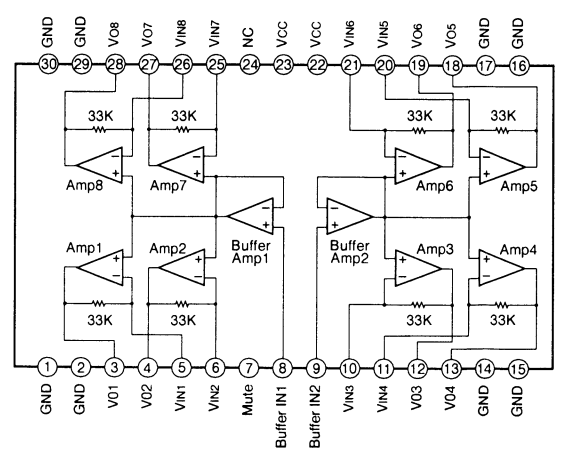 GND GND VO8 VO7 VIN8 VIN7 NC VCC VCC VIN6 VIN5 VO6 VO5 GND GND
30 29 28 27 26 25 24 23 22 21 20 19 18 17 16
33K 33K 33K 33K
Amp8 Amp7 Amp6 Amp5
Buffer Amp1
Buffer Amp2
Amp1 Amp2 Amp3 Amp4
33K 33K 33K 33K
1 2 3 4 5 6 7 8 9 10 11 12 13 14 15
GND GND V01 V02 VIN1 VIN2 Mute Buffer IN1 Buffer IN2 VIN3 VIN4 V03 V04 GND GND